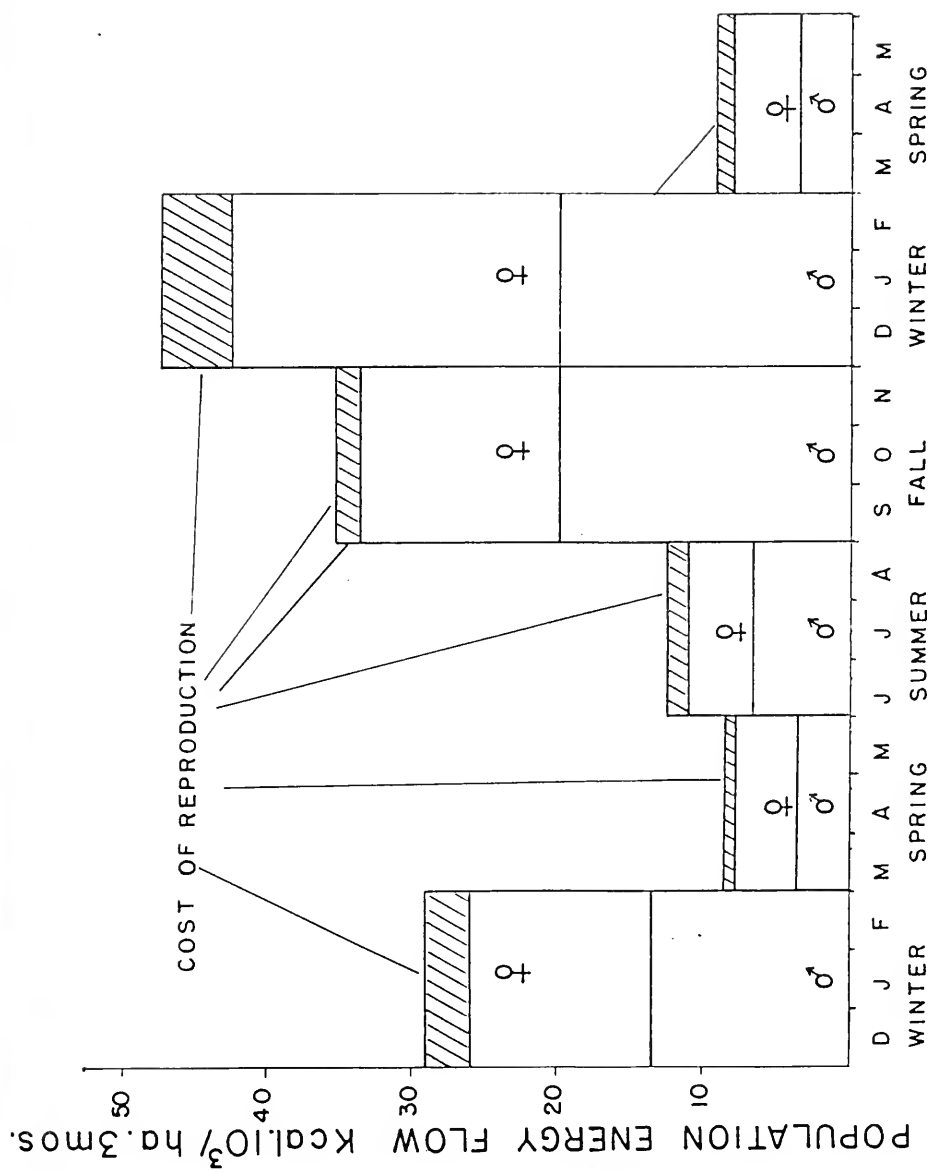 POPULATION ENERGY FLOW Kcal.10³/ ha. 3mos.
50
40
30
20
10
COST OF REPRODUCTION
♀ ♀ ♀ ♀ ♀ ♀
♂ ♂ ♂ ♂ ♂ ♂
D J F M A M J J A S O N D J F M A M
WINTER SPRING SUMMER FALL WINTER SPRING